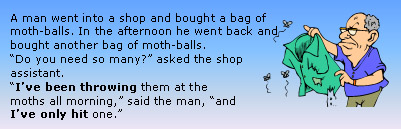 A man went into a shop and bought a bag of
moth-balls. In the afternoon he went back and
bought another bag of moth-balls.
“Do you need so many?” asked the shop
assistant.
“I’ve been throwing them at the
moths all morning,” said the man, “and
I’ve only hit one.”